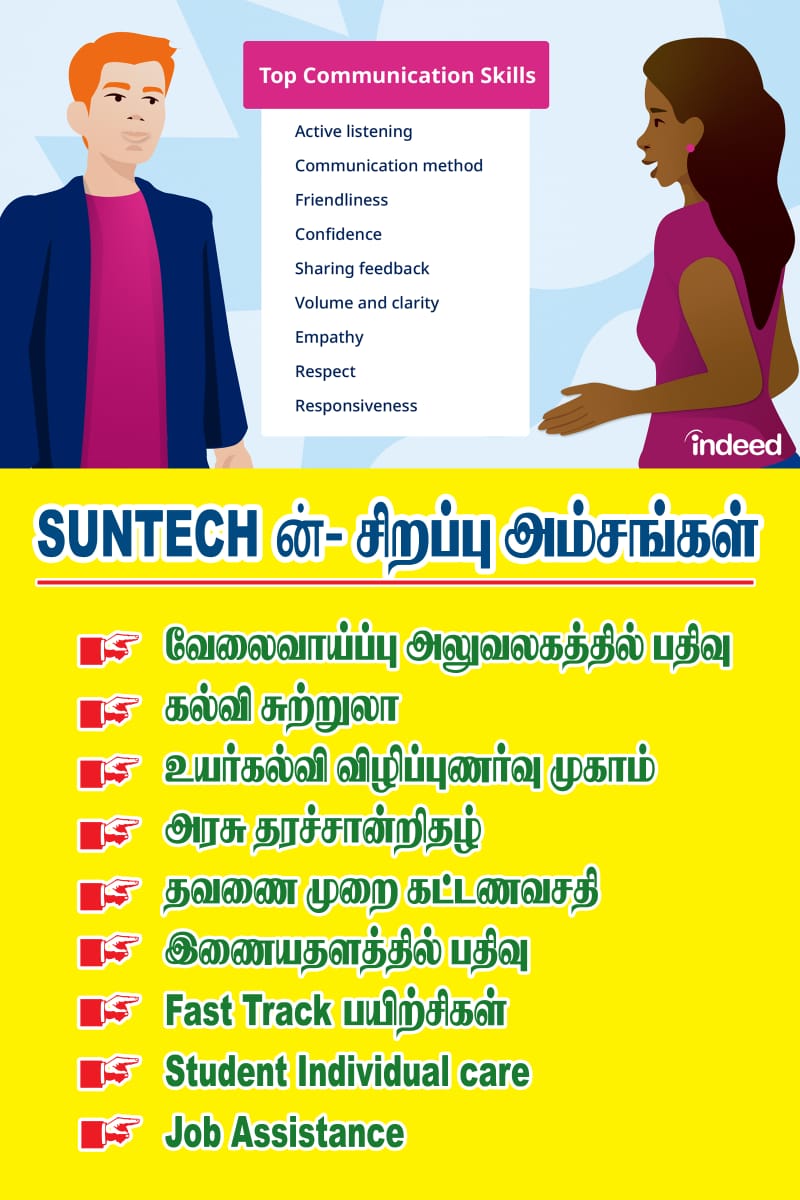 Top Communication Skills
Active listening
Communication method
Friendliness
Confidence
Sharing feedback
Volume and clarity
Empathy
Respect
Responsiveness
indeed
SUNTECH ன்- சிறப்பு அம்சங்கள்
வேலைவாய்ப்பு அலுவலகத்தில் பதிவு
கல்வி சுற்றுலா
உயர்கல்வி விழிப்புணர்வு முகாம்
அரசு தரச்சான்றிதழ்
தவணை முறை கட்டணவசதி
இணையதளத்தில் பதிவு
Fast Track பயிற்சிகள்
Student Individual care
Job Assistance